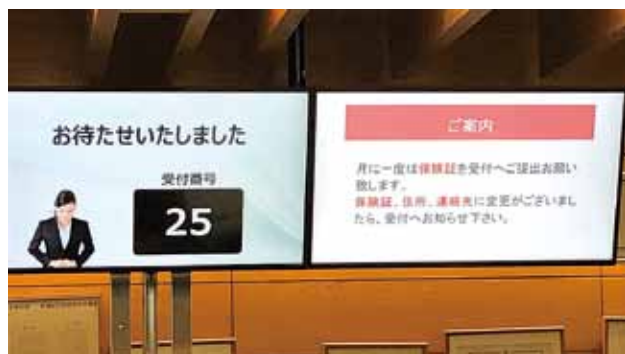 お待たせいたしました
受付番号
25
ご案内
月に一度は保険証を受付へご提出お願い
致します。
保険証、住所、連絡先に変更がございまし
たら、受付へお知らせ下さい。